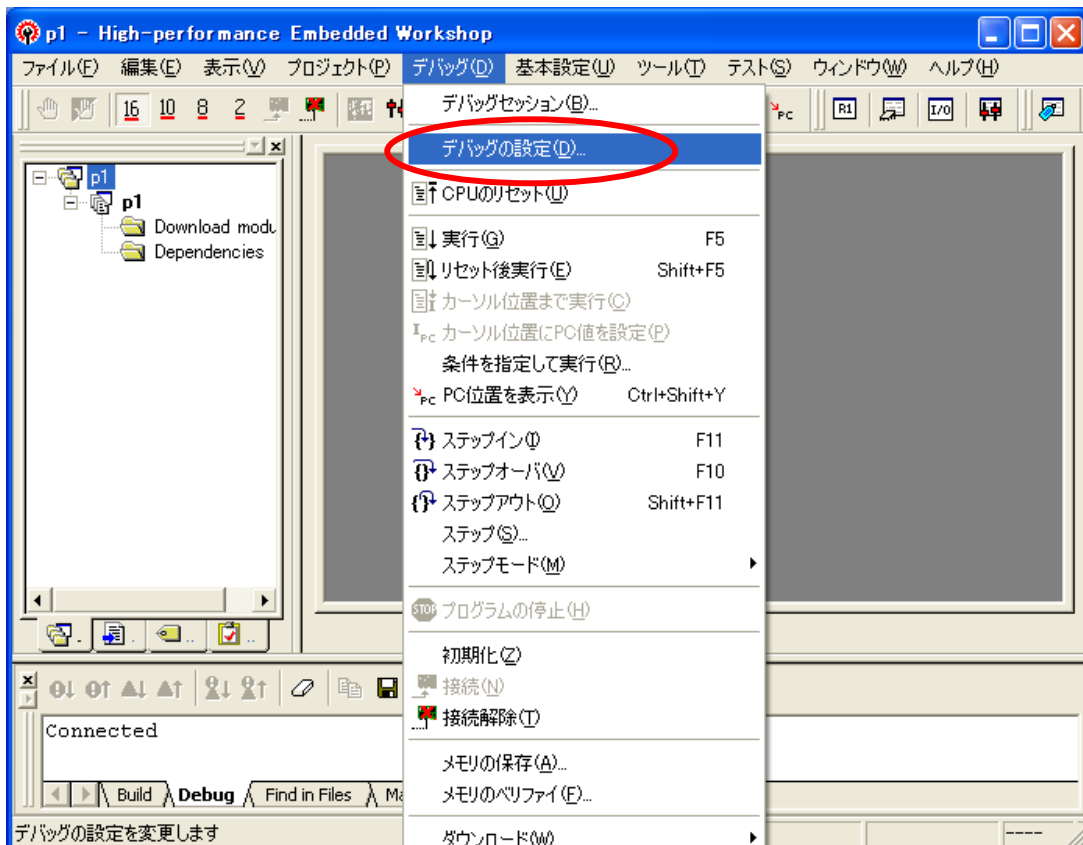 p1 - High-performance Embedded Workshop
ファイル(F) 編集(E) 表示(V) プロジェクト(P) デバッグ(D) 基本設定(U) ツール(T) テスト(S) ウィンドウ(W) ヘルプ(H)
16 10 8 2 PC R1 I/O
デバッグセッション(B)...
デバッグの設定(D)...
CPUのリセット(U)
実行(G) F5
リセット後実行(E) Shift+F5
カーソル位置まで実行(C)
カーソル位置にPC値を設定(P)
条件を指定して実行(R)...
PC位置を表示(Y) Ctrl+Shift+Y
ステップイン(I) F11
ステップオーバ(V) F10
ステップアウト(O) Shift+F11
ステップ(S)...
ステップモード(M)
STOP プログラムの停止(H)
初期化(Z)
接続(N)
接続解除(T)
メモリの保存(A)...
メモリのベリファイ(F)...
ダウンロード(W)
p1
p1
Download modu
Dependencies
Connected
Build Debug Find in Files Ma
デバッグの設定を変更します ----